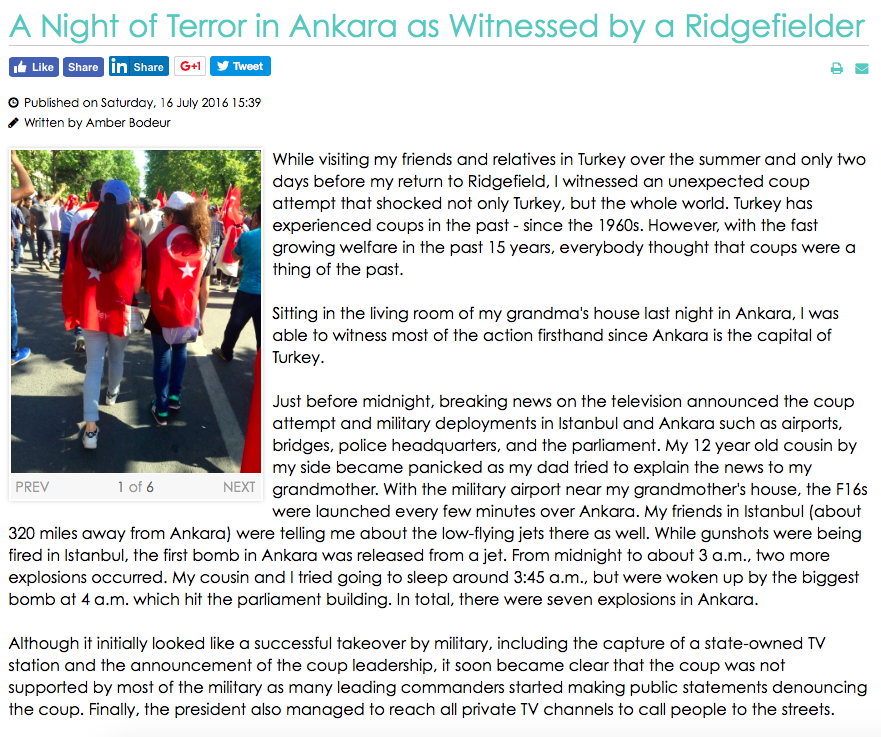 A Night of Terror in Ankara as Witnessed by a Ridgefielder
Like Share in Share G+1 Tweet
Published on Saturday, 16 July 2016 15:39
Written by Amber Bodeur
While visiting my friends and relatives in Turkey over the summer and only two
days before my return to Ridgefield, I witnessed an unexpected coup
attempt that shocked not only Turkey, but the whole world. Turkey has
experienced coups in the past - since the 1960s. However, with the fast
growing welfare in the past 15 years, everybody thought that coups were a
thing of the past.
Sitting in the living room of my grandma's house last night in Ankara, I was
able to witness most of the action firsthand since Ankara is the capital of
Turkey.
Just before midnight, breaking news on the television announced the coup
attempt and military deployments in Istanbul and Ankara such as airports,
bridges, police headquarters, and the parliament. My 12 year old cousin by
my side became panicked as my dad tried to explain the news to my
grandmother. With the military airport near my grandmother's house, the F16s
were launched every few minutes over Ankara. My friends in Istanbul (about
PREV 1 of 6 NEXT
320 miles away from Ankara) were telling me about the low-flying jets there as well. While gunshots were being
fired in Istanbul, the first bomb in Ankara was released from a jet. From midnight to about 3 a.m., two more
explosions occurred. My cousin and I tried going to sleep around 3:45 a.m., but were woken up by the biggest
bomb at 4 a.m. which hit the parliament building. In total, there were seven explosions in Ankara.
Although it initially looked like a successful takeover by military, including the capture of a state-owned TV
station and the announcement of the coup leadership, it soon became clear that the coup was not
supported by most of the military as many leading commanders started making public statements denouncing
the coup. Finally, the president also managed to reach all private TV channels to call people to the streets.